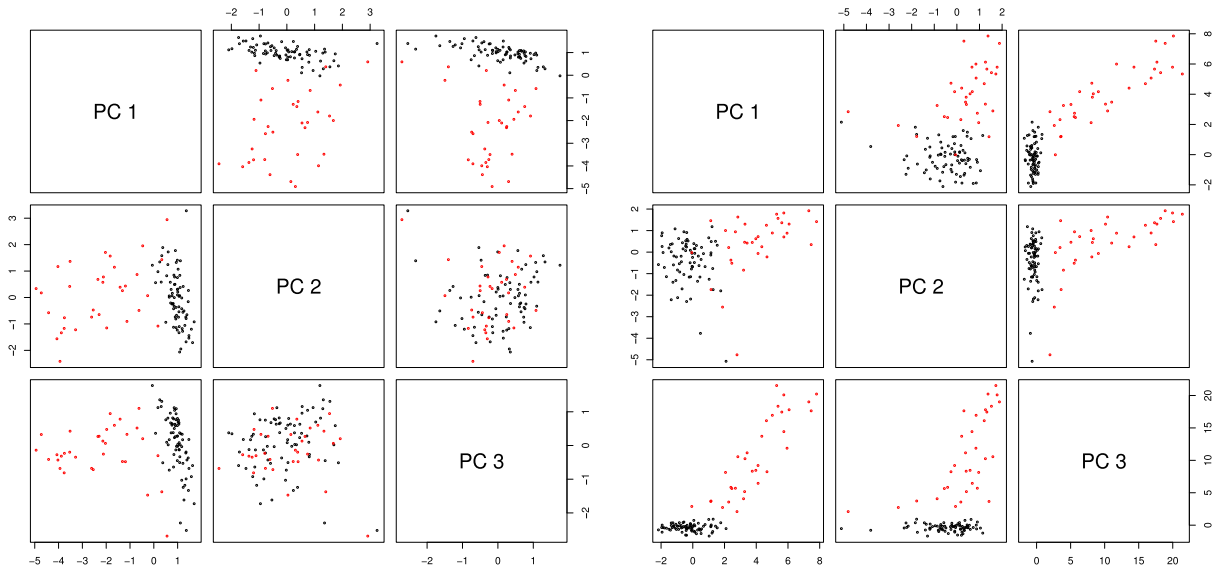 −2 −1 0 1 2 3 −5 −4 −3 −2 −1 0 1 2
PC 1 −5 −4 −3 −2 −1 0 1 PC 1 −2 0 2 4 6 8
−2 −1 0 1 2 3 PC 2 −5 −4 −3 −2 −1 0 1 2 PC 2
PC 3 −2 −1 0 1 PC 3 0 5 10 15 20
−5 −4 −3 −2 −1 0 1 −2 −1 0 1 −2 0 2 4 6 8 0 5 10 15 20